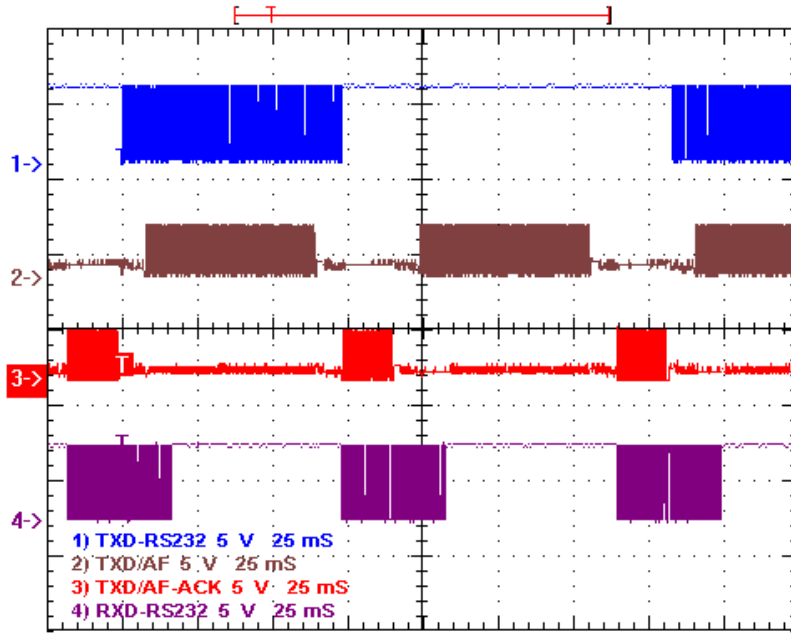 1->
2->
3->
4->
T
T
T
1) TXD-RS232 5 V 25 mS
2) TXD/AF 5 V 25 mS
3) TXD/AF-ACK 5 V 25 mS
4) RXD-RS232 5 V 25 mS